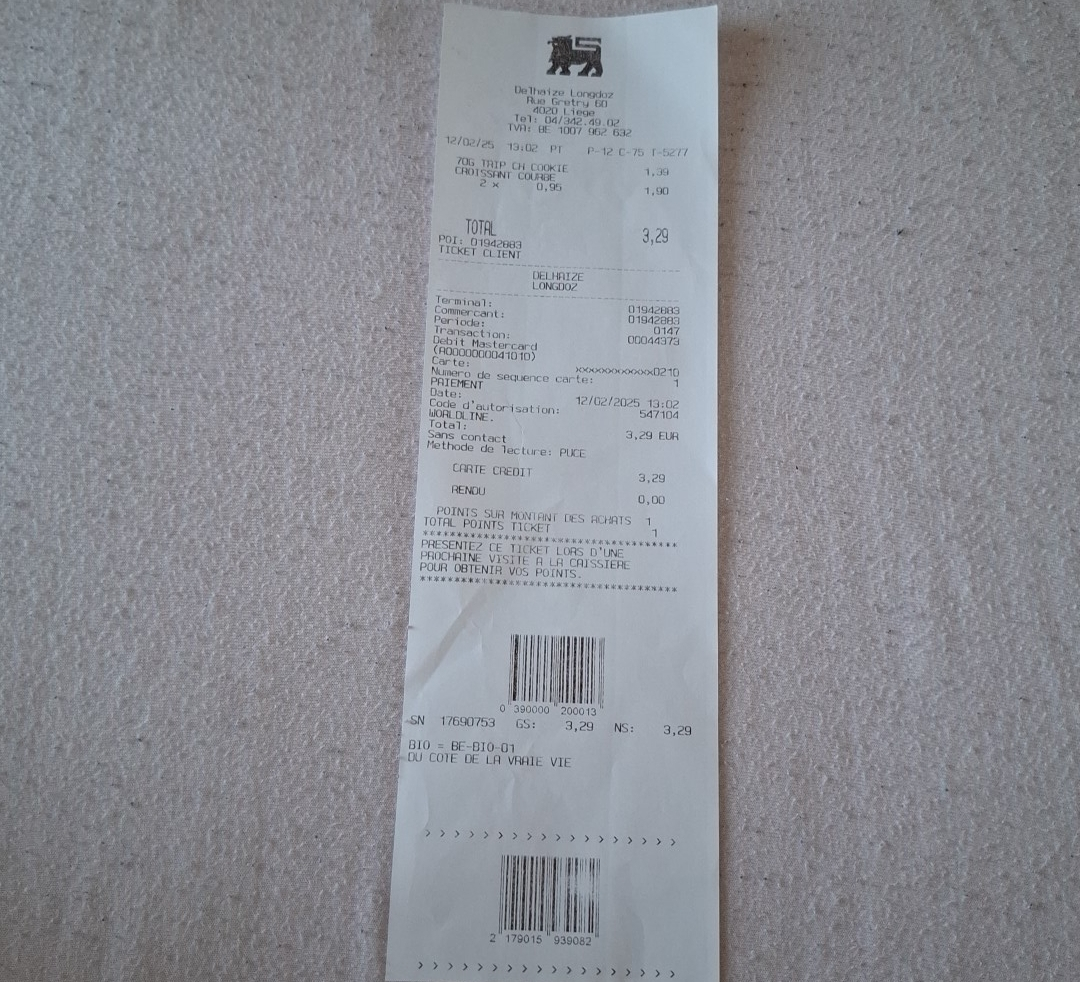 Delhaize Longdoz
Rue Gretry 60
4020 Liege
Tel: 04/342.49.02
TVA: BE 1007 962 632
12/02/25 13:02 PT P-12 C-75 T-5277
70G TRIP CH COOKIE 1,39
CROISSANT COURBE
2 x 0,95 1,90
TOTAL 3,29
POI: 01942883
TICKET CLIENT
DELHAIZE
LONGDOZ
Terminal: 01942883
Commercant: 01942883
Periode: 0147
Transaction: 00044373
Debit Mastercard
(A0000000041010)
Carte: xxxxxxxxxxxx0210
Numero de sequence carte: 1
PAIEMENT
Date: 12/02/2025 13:02
Code d'autorisation: 547104
WORLDLINE.
Total: 3,29 EUR
Sans contact
Methode de lecture: PUCE
CARTE CREDIT 3,29
RENDU 0,00
POINTS SUR MONTANT DES ACHATS 1
TOTAL POINTS TICKET 1
************************************
PRESENTEZ CE TICKET LORS D'UNE
PROCHAINE VISITE A LA CAISSIERE
POUR OBTENIR VOS POINTS.
************************************
0 390000 200013
SN 17690753 GS: 3,29 NS: 3,29
BIO = BE-BIO-01
DU COTE DE LA VRAIE VIE
> > > > > > > > > > > > > > > > > >
2 179015 939082
> > > > > > > > > > > > > > > > > >